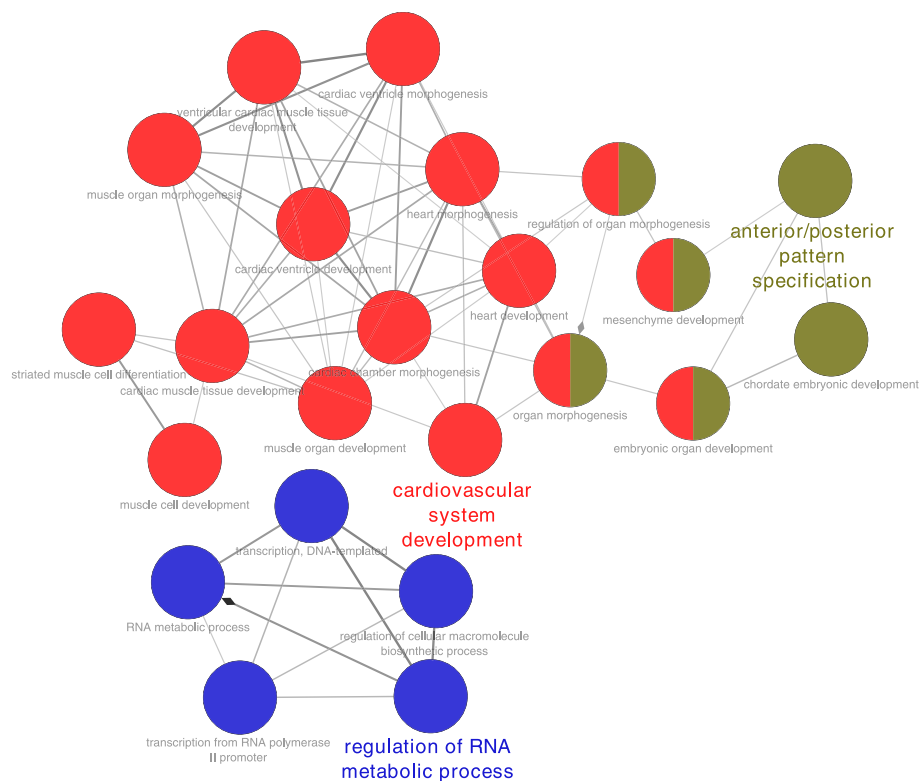 cardiac ventricle morphogenesis
ventricular cardiac muscle tissue
development
muscle organ morphogenesis
heart morphogenesis
regulation of organ morphogenesis
anterior/posterior
pattern
specification
cardiac ventricle development
heart development
mesenchyme development
striated muscle cell differentiation
cardiac muscle tissue development
cardiac chamber morphogenesis
chordate embryonic development
organ morphogenesis
muscle organ development
embryonic organ development
muscle cell development
cardiovascular
system
development
transcription, DNA-templated
RNA metabolic process
regulation of cellular macromolecule
biosynthetic process
transcription from RNA polymerase
II promoter
regulation of RNA
metabolic process